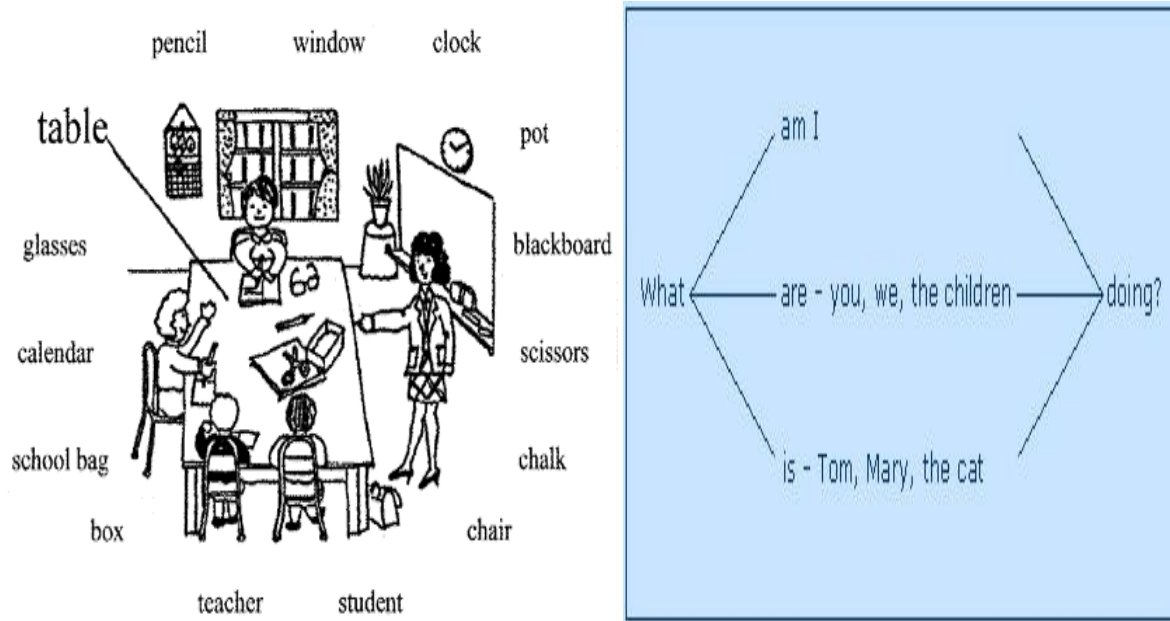 pencil window clock
table
pot
glasses
blackboard
calendar
scissors
school bag
chalk
box
chair
teacher student
am I
What are - you, we, the children doing?
is - Tom, Mary, the cat